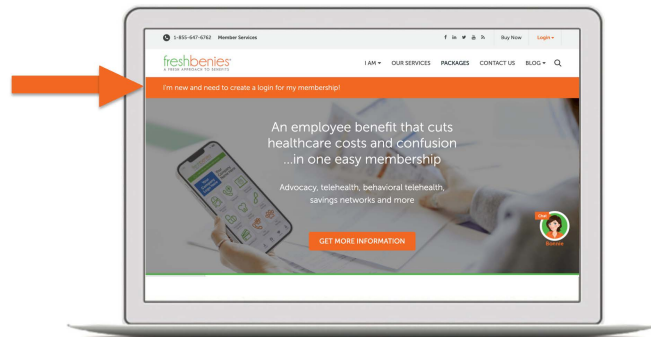 1-855-647-6762 Member Services
Buy Now Login
freshbenies
A FRESH APPROACH TO BENEFITS
I AM OUR SERVICES PACKAGES CONTACT US BLOG
I'm new and need to create a login for my membership!
An employee benefit that cuts
healthcare costs and confusion
...in one easy membership
Advocacy, telehealth, behavioral telehealth,
savings networks and more
GET MORE INFORMATION
Chat